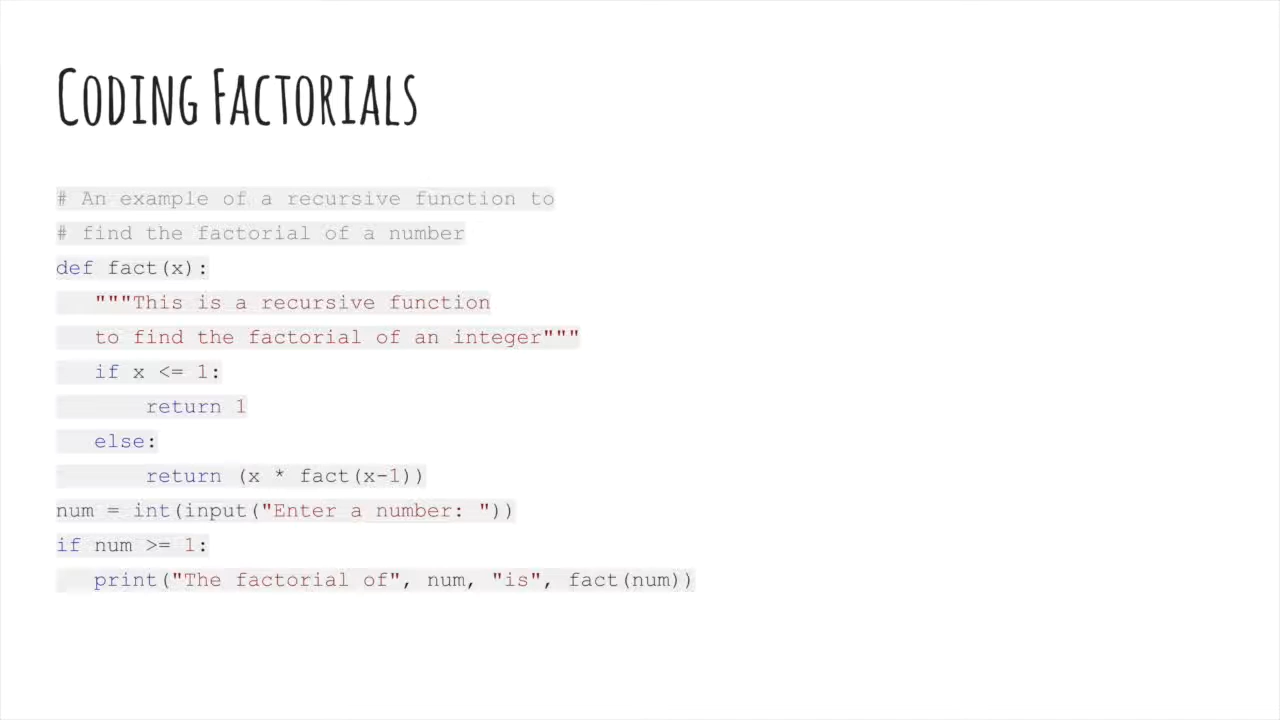 Coding Factorials
# An example of a recursive function to
# find the factorial of a number
def fact(x):
   """This is a recursive function
   to find the factorial of an integer"""
   if x <= 1:
       return 1
   else:
       return (x * fact(x-1))
num = int(input("Enter a number: "))
if num >= 1:
   print("The factorial of", num, "is", fact(num))